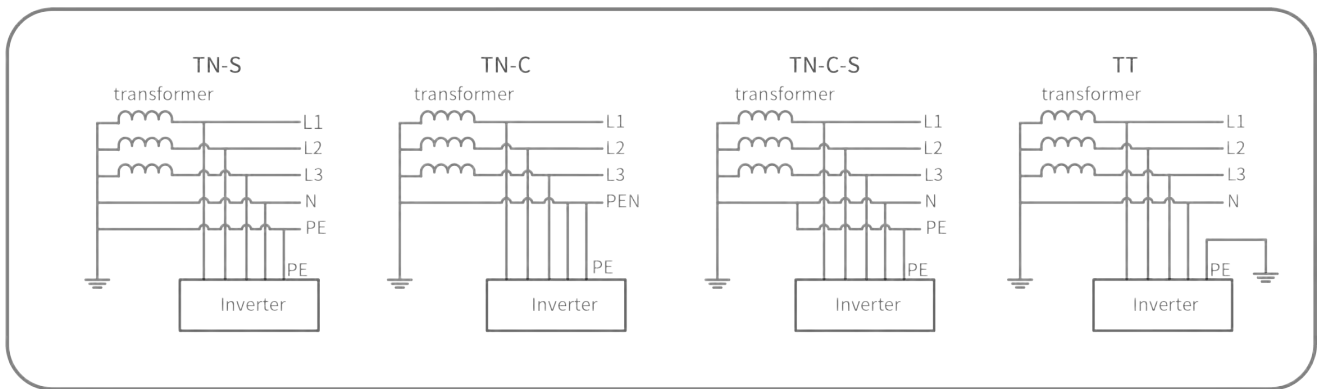 TN-S
transformer
L1
L2
L3
N
PE
PE
Inverter
TN-C
transformer
L1
L2
L3
PEN
PE
Inverter
TN-C-S
transformer
L1
L2
L3
N
PE
PE
Inverter
TT
transformer
L1
L2
L3
N
PE
Inverter